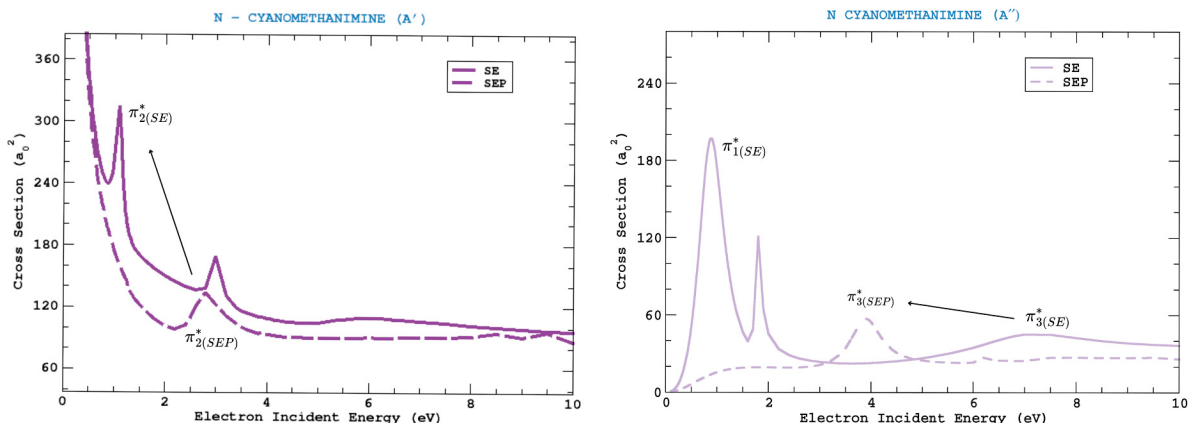 N – CYANOMETHANIMINE (A′)
360
300
240
180
120
60
Cross Section (a₀²)
SE
SEP
π*2(SE)
π*2(SEP)
0 2 4 6 8 10
Electron Incident Energy (eV)
N CYANOMETHANIMINE (A″)
240
180
120
60
0
Cross Section (a₀²)
SE
SEP
π*1(SE)
π*3(SEP)
π*3(SE)
0 2 4 6 8 10
Electron Incident Energy (eV)